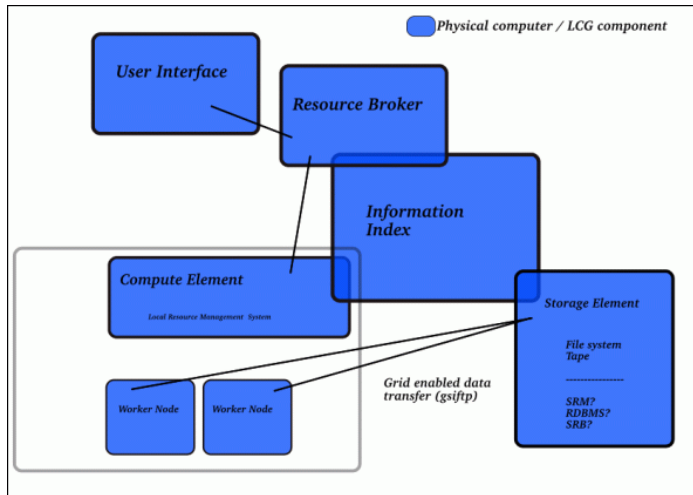 Physical computer / LCG component
User Interface
Resource Broker
Information
Index
Compute Element
Local Resource Management System
Storage Element
File system
Tape
----------------
SRM?
RDBMS?
SRB?
Grid enabled data
transfer (gsiftp)
Worker Node
Worker Node